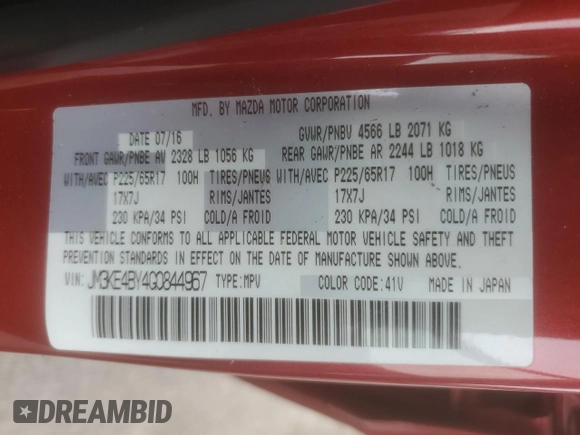 MFD. BY MAZDA MOTOR CORPORATION
DATE 07/16 GVWR/PNBV 4566 LB 2071 KG
FRONT GAWR/PNBE AV 2328 LB 1056 KG REAR GAWR/PNBE AR 2244 LB 1018 KG
WITH/AVEC P225/65R17 100H TIRES/PNEUS WITH/AVEC P225/65R17 100H TIRES/PNEUS
17X7J RIMS/JANTES 17X7J RIMS/JANTES
230 KPA/34 PSI COLD/A FROID 230 KPA/34 PSI COLD/A FROID
THIS VEHICLE CONFORMS TO ALL APPLICABLE FEDERAL MOTOR VEHICLE SAFETY AND THEFT
PREVENTION STANDARDS IN EFFECT ON THE DATE OF MANUFACTURE SHOWN ABOVE.
VIN: JM3KE4BY4G0844967 TYPE:MPV COLOR CODE:41V MADE IN JAPAN
DREAMBID